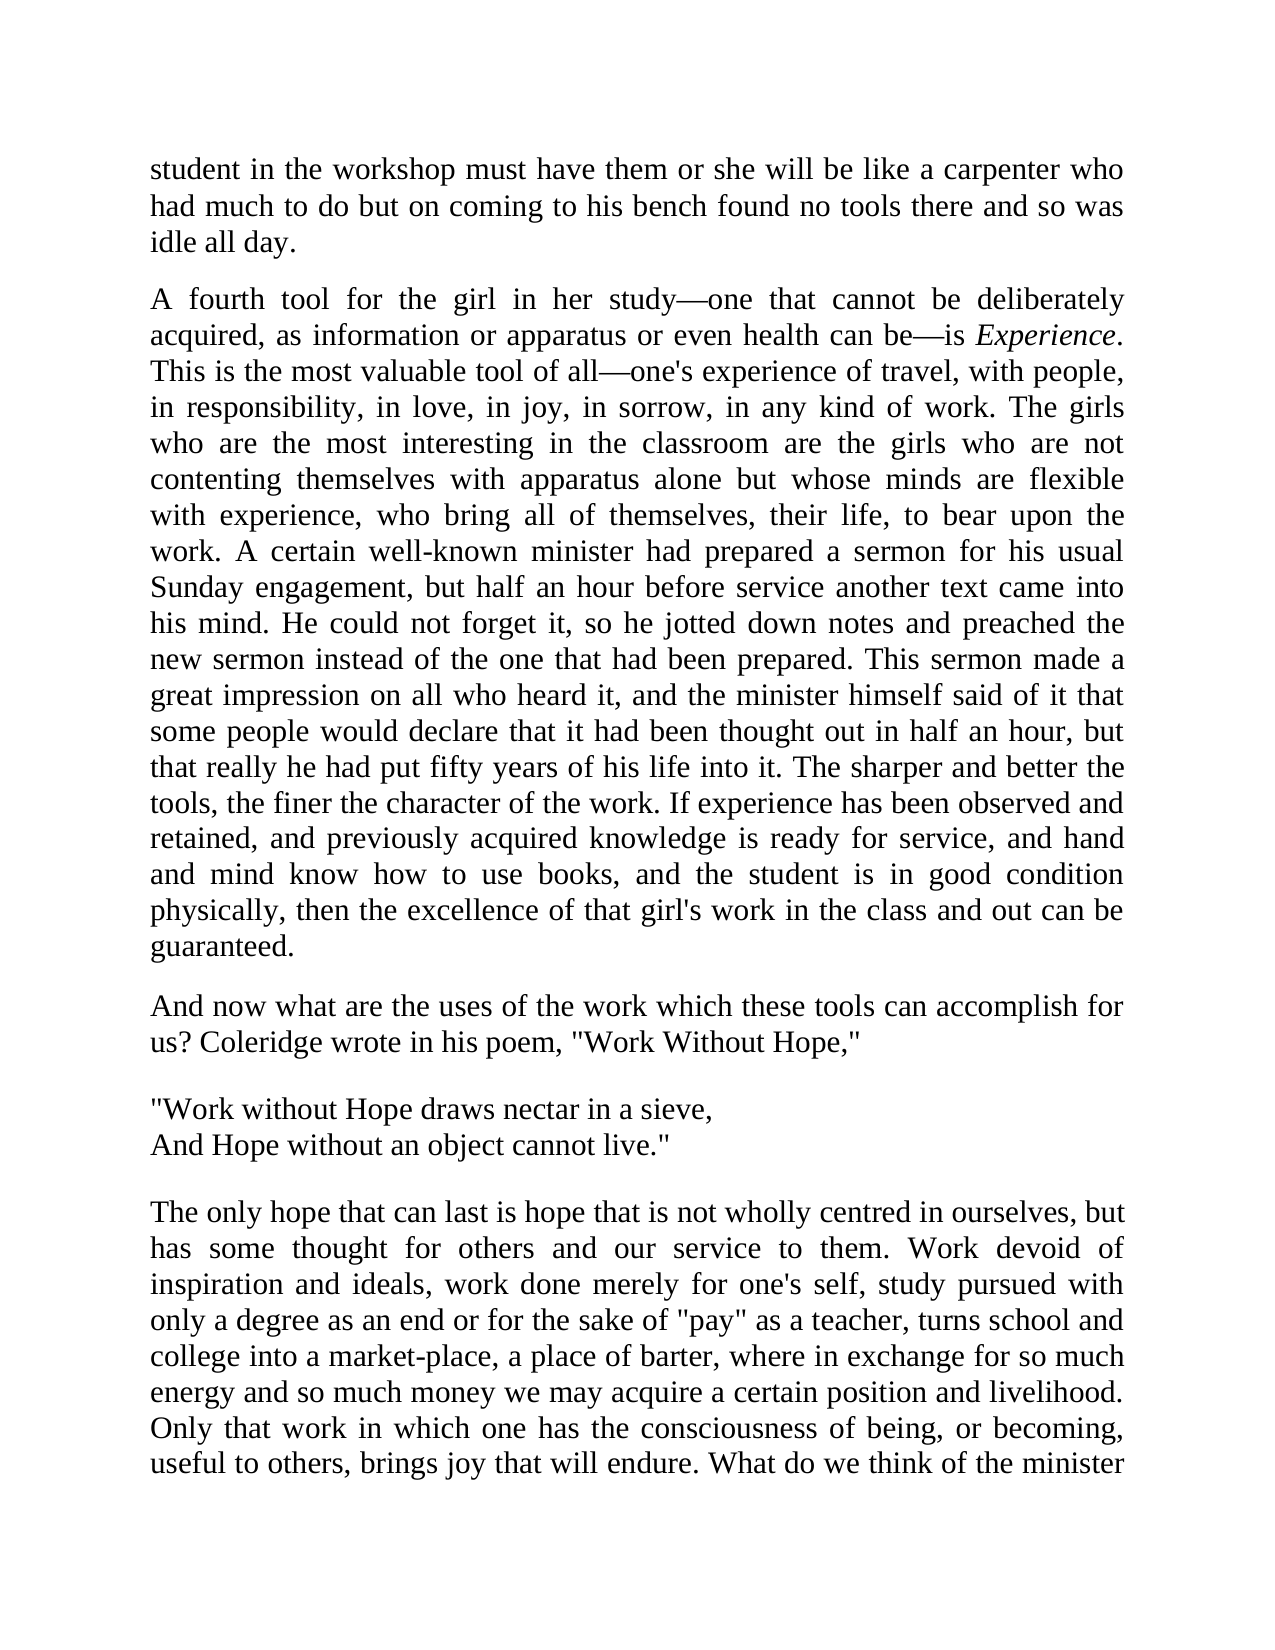 student in the workshop must have them or she will be like a carpenter who
had much to do but on coming to his bench found no tools there and so was
idle all day.
A fourth tool for the girl in her study—one that cannot be deliberately
acquired, as information or apparatus or even health can be—is Experience.
This is the most valuable tool of all—one's experience of travel, with people,
in responsibility, in love, in joy, in sorrow, in any kind of work. The girls
who are the most interesting in the classroom are the girls who are not
contenting themselves with apparatus alone but whose minds are flexible
with experience, who bring all of themselves, their life, to bear upon the
work. A certain well-known minister had prepared a sermon for his usual
Sunday engagement, but half an hour before service another text came into
his mind. He could not forget it, so he jotted down notes and preached the
new sermon instead of the one that had been prepared. This sermon made a
great impression on all who heard it, and the minister himself said of it that
some people would declare that it had been thought out in half an hour, but
that really he had put fifty years of his life into it. The sharper and better the
tools, the finer the character of the work. If experience has been observed and
retained, and previously acquired knowledge is ready for service, and hand
and mind know how to use books, and the student is in good condition
physically, then the excellence of that girl's work in the class and out can be
guaranteed.
And now what are the uses of the work which these tools can accomplish for
us? Coleridge wrote in his poem, "Work Without Hope,"
"Work without Hope draws nectar in a sieve,
And Hope without an object cannot live."
The only hope that can last is hope that is not wholly centred in ourselves, but
has some thought for others and our service to them. Work devoid of
inspiration and ideals, work done merely for one's self, study pursued with
only a degree as an end or for the sake of "pay" as a teacher, turns school and
college into a market-place, a place of barter, where in exchange for so much
energy and so much money we may acquire a certain position and livelihood.
Only that work in which one has the consciousness of being, or becoming,
useful to others, brings joy that will endure. What do we think of the minister